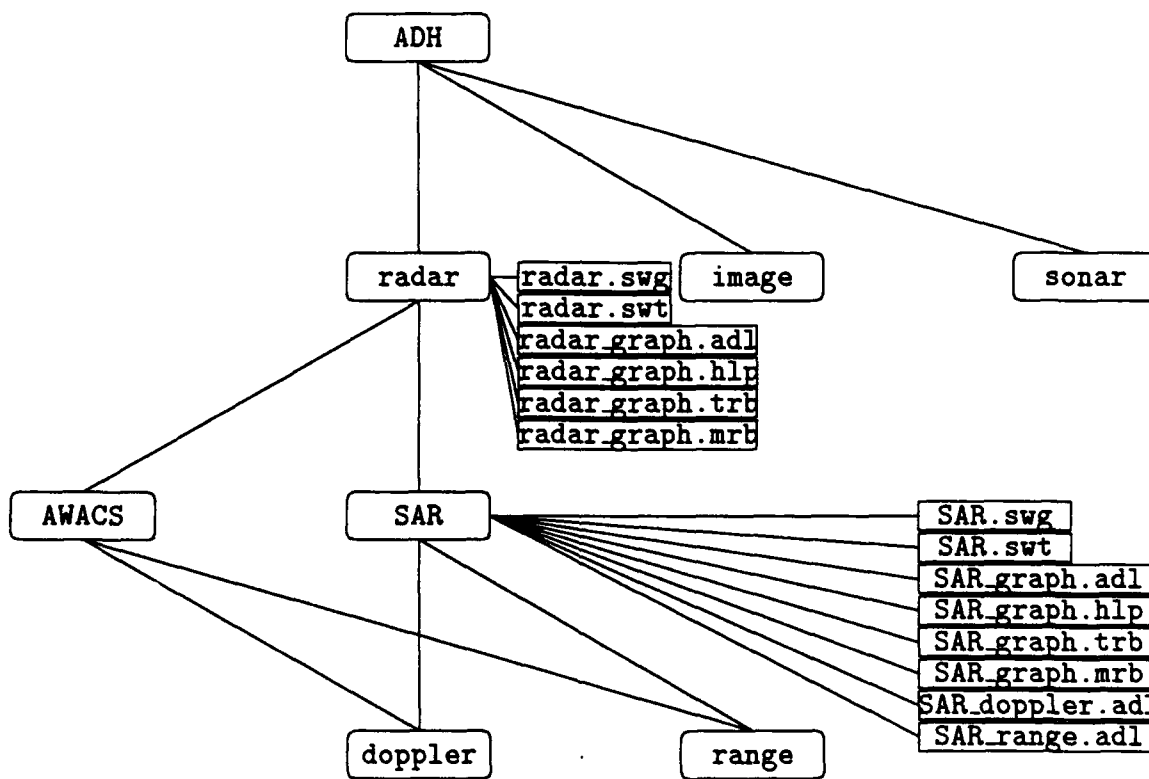 ADH
radar
image
sonar
radar.swg
radar.swt
radar_graph.adl
radar_graph.hlp
radar_graph.trb
radar_graph.mrb
AWACS
SAR
SAR.swg
SAR.swt
SAR_graph.adl
SAR_graph.hlp
SAR_graph.trb
SAR_graph.mrb
SAR_doppler.adl
SAR_range.adl
doppler
range